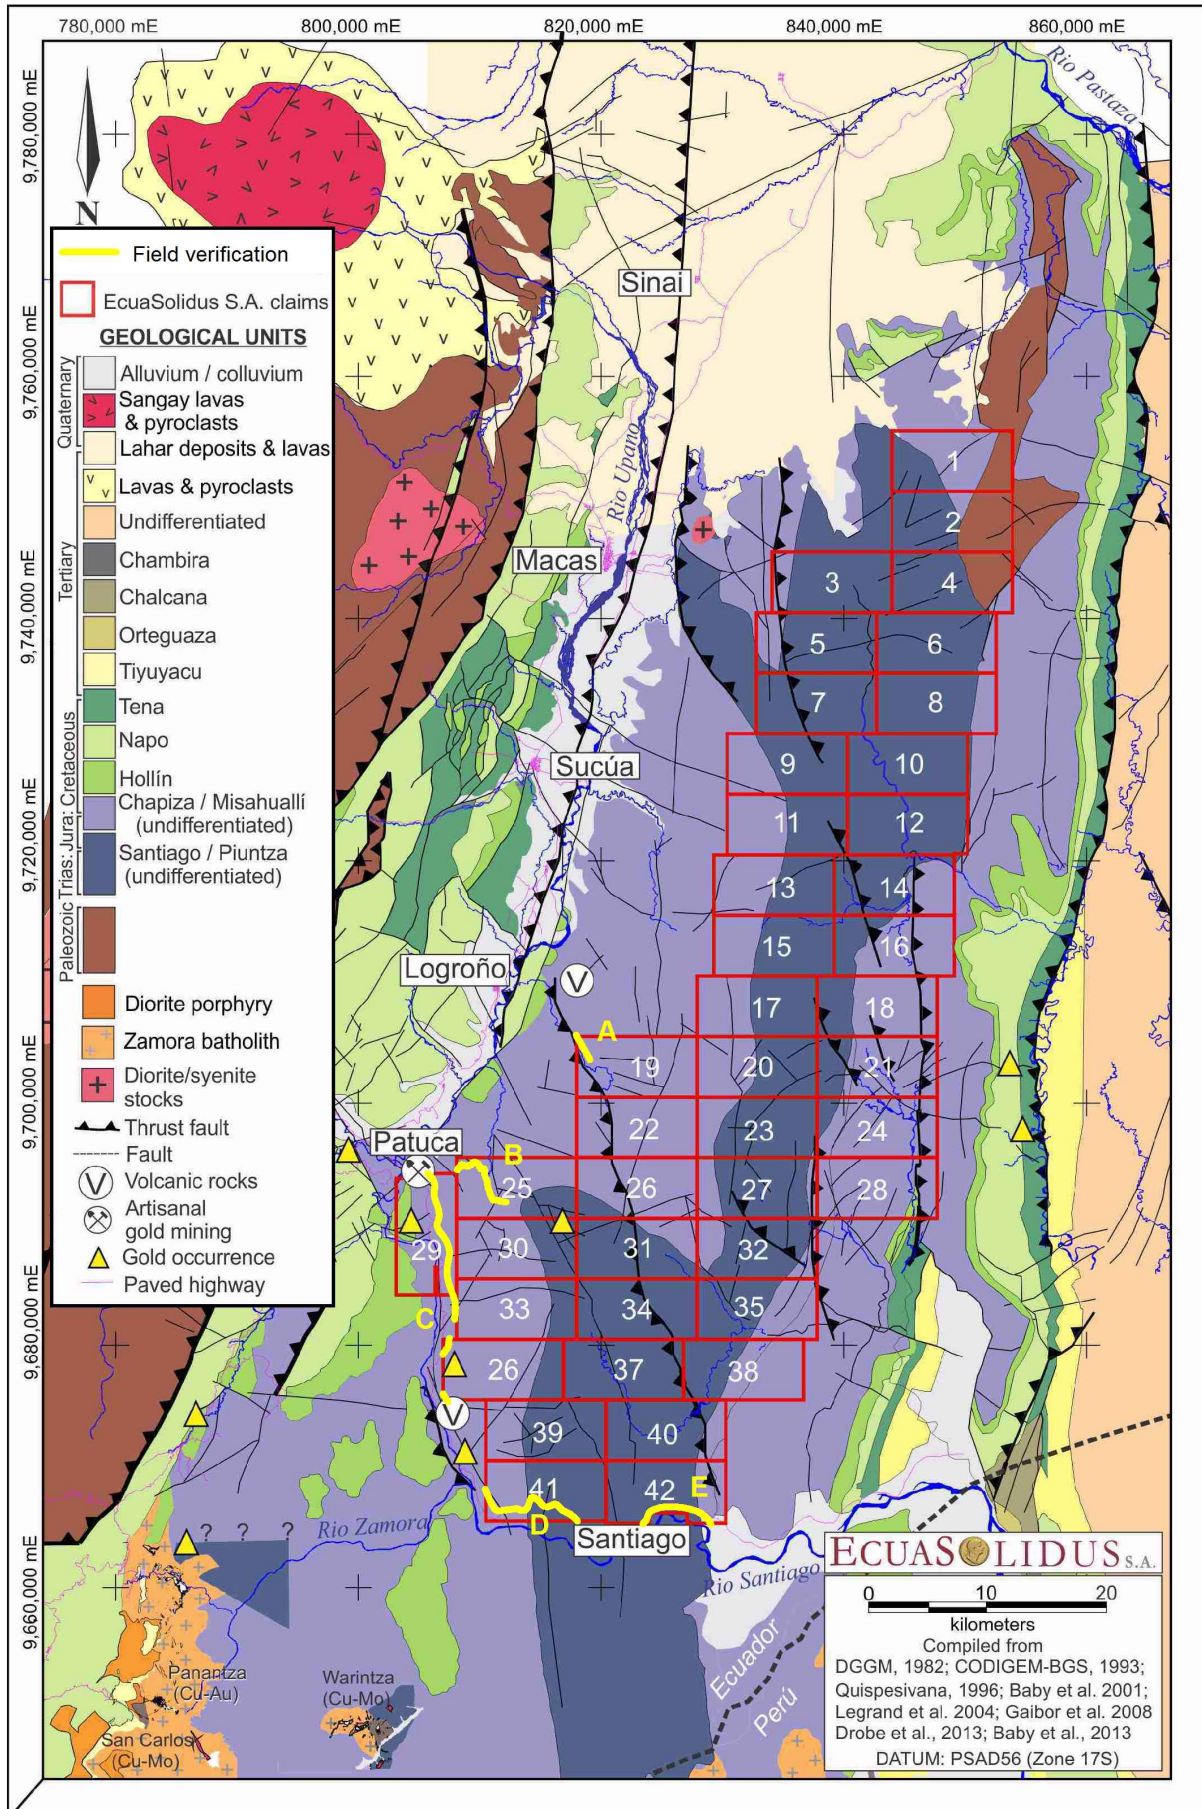 780,000 mE
800,000 mE
820,000 mE
840,000 mE
860,000 mE
9,780,000 mE
9,760,000 mE
9,740,000 mE
9,720,000 mE
9,700,000 mE
9,680,000 mE
9,660,000 mE
N
Rio Pastaza
Field verification
EcuaSolidus S.A. claims
GEOLOGICAL UNITS
Quaternary
Tertiary
Cretaceous
Jura:
Trias:
Paleozoic
Alluvium / colluvium
Sangay lavas
& pyroclasts
Lahar deposits & lavas
Lavas & pyroclasts
Undifferentiated
Chambira
Chalcana
Orteguaza
Tiyuyacu
Tena
Napo
Hollín
Chapiza / Misahuallí
(undifferentiated)
Santiago / Piuntza
(undifferentiated)
Diorite porphyry
Zamora batholith
Diorite/syenite
stocks
Thrust fault
Fault
V
Volcanic rocks
Artisanal
gold mining
Gold occurrence
Paved highway
Sinai
Rio Upano
Macas
Sucúa
Logroño
V
Patuca
1
2
3
4
5
6
7
8
9
10
11
12
13
14
15
16
17
18
A
19
20
21
22
23
24
B
25
26
27
28
29
30
31
32
C
33
34
35
26
37
38
V
39
40
41
42
E
D
Santiago
Rio Zamora
? ? ?
Rio Santiago
Ecuador
Perú
Panantza
(Cu-Au)
San Carlos
(Cu-Mo)
Warintza
(Cu-Mo)
ECUASOLIDUS S.A.
0 10 20
kilometers
Compiled from
DGGM, 1982; CODIGEM-BGS, 1993;
Quispesivana, 1996; Baby et al. 2001;
Legrand et al. 2004; Gaibor et al. 2008
Drobe et al., 2013; Baby et al., 2013
DATUM: PSAD56 (Zone 17S)